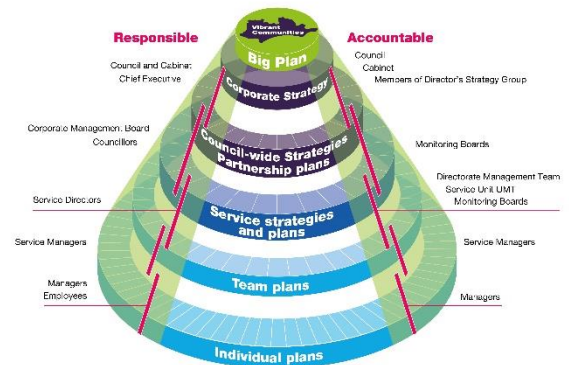 Vibrant
Communities
Responsible
Accountable
Big Plan
Council and Cabinet
Chief Executive
Council
Cabinet
Members of Director's Strategy Group
Corporate Strategy
Corporate Management Board
Councillors
Monitoring Boards
Council-wide Strategies
Partnership plans
Directorate Management Team
Service Unit UMT
Monitoring Boards
Service Directors
Service strategies
and plans
Service Managers
Service Managers
Team plans
Managers
Employees
Managers
Individual plans